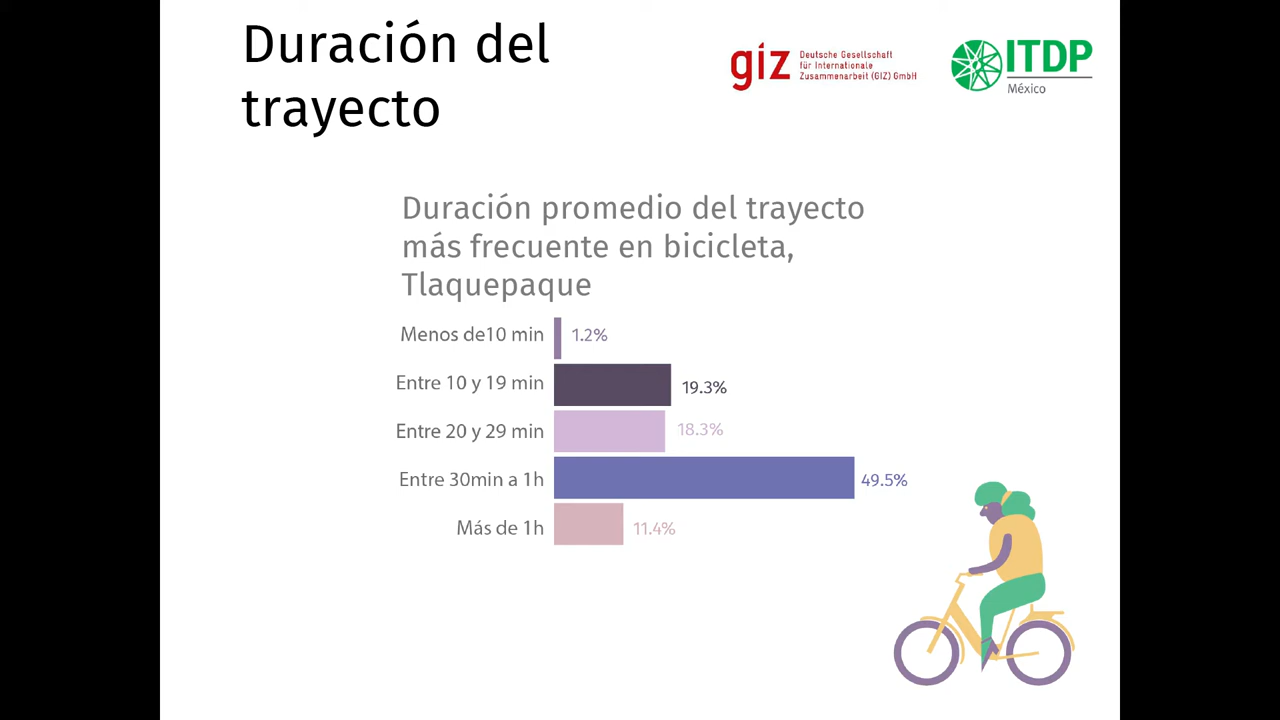 Duración del
trayecto
giz Deutsche Gesellschaft
für Internationale
Zusammenarbeit (GIZ) GmbH
ITDP
México
Duración promedio del trayecto
más frecuente en bicicleta,
Tlaquepaque
Menos de10 min 1.2%
Entre 10 y 19 min 19.3%
Entre 20 y 29 min 18.3%
Entre 30min a 1h 49.5%
Más de 1h 11.4%